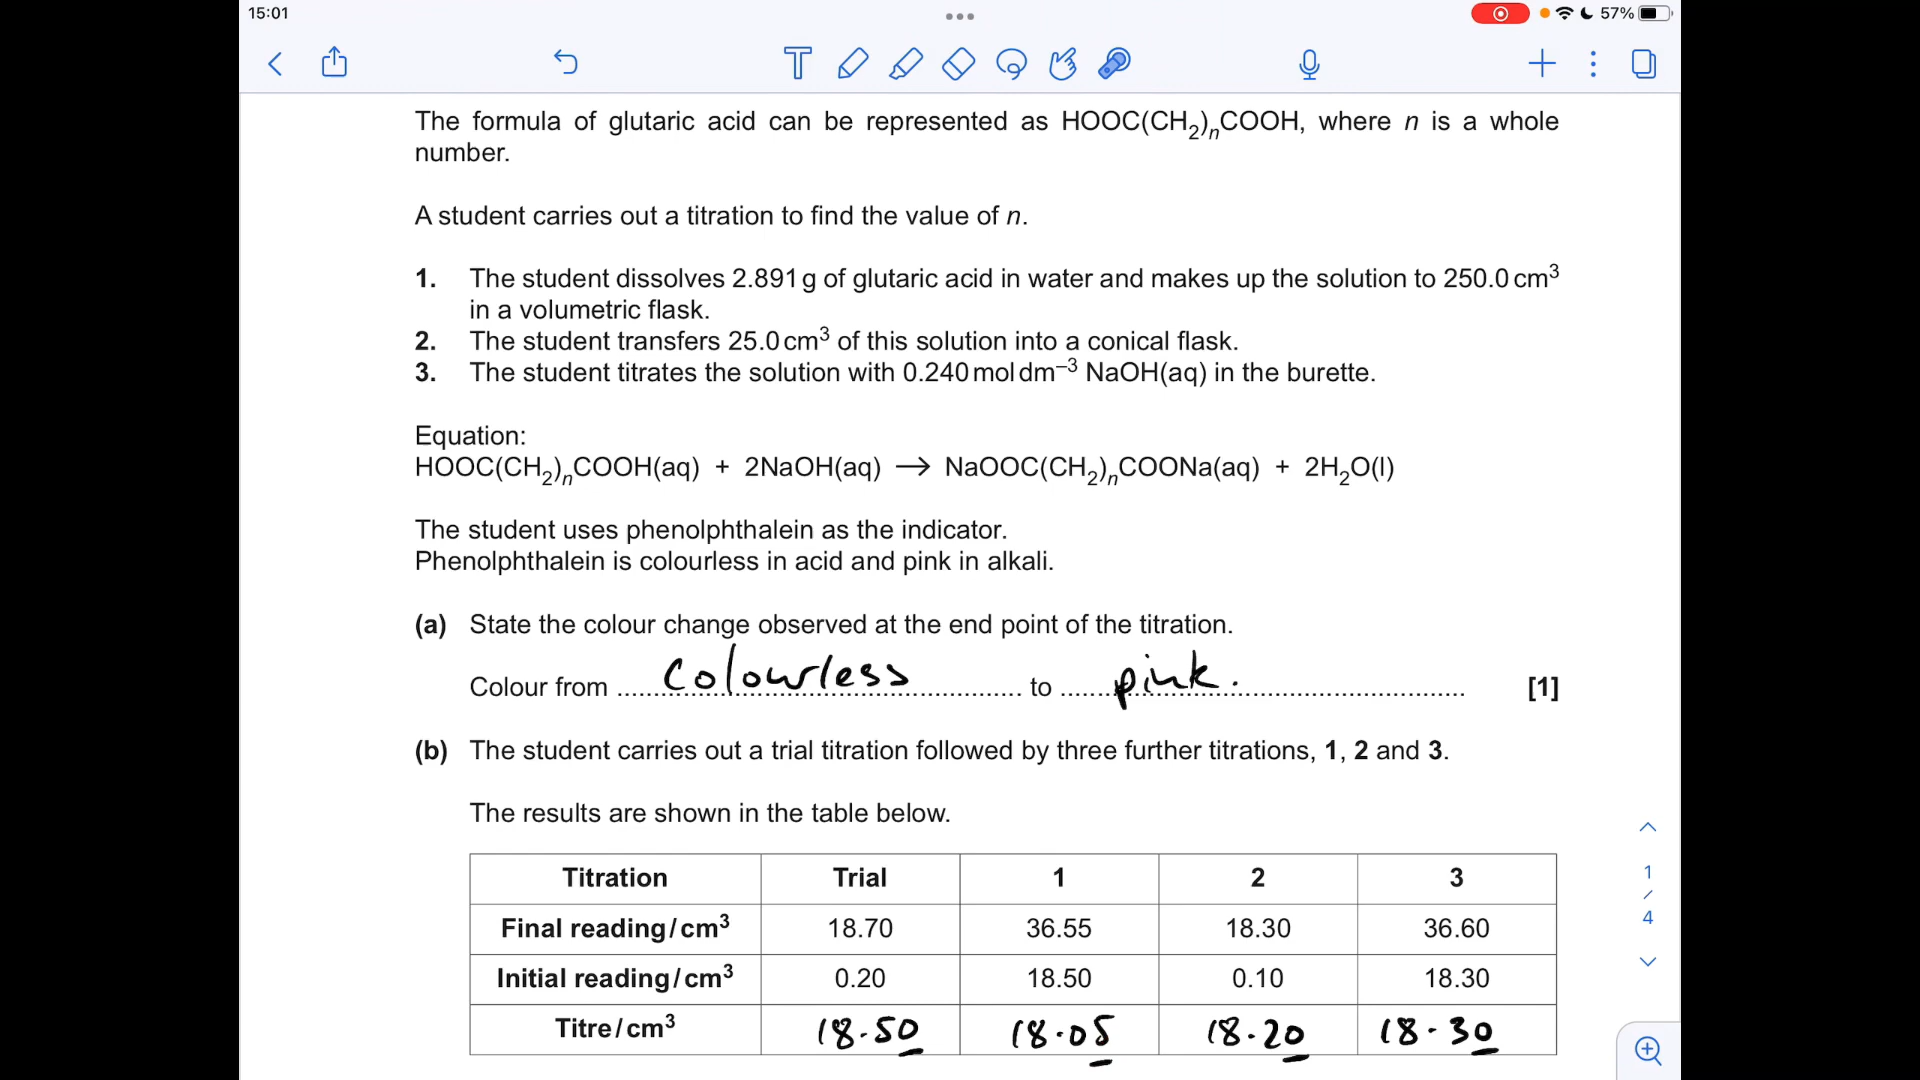 15:01
57%
The formula of glutaric acid can be represented as HOOC(CH₂)ₙCOOH, where n is a whole
number.
A student carries out a titration to find the value of n.
1. The student dissolves 2.891 g of glutaric acid in water and makes up the solution to 250.0 cm³
in a volumetric flask.
2. The student transfers 25.0 cm³ of this solution into a conical flask.
3. The student titrates the solution with 0.240 mol dm⁻³ NaOH(aq) in the burette.
Equation:
HOOC(CH₂)ₙCOOH(aq) + 2NaOH(aq) → NaOOC(CH₂)ₙCOONa(aq) + 2H₂O(l)
The student uses phenolphthalein as the indicator.
Phenolphthalein is colourless in acid and pink in alkali.
(a) State the colour change observed at the end point of the titration.
Colour from colourless to pink. [1]
(b) The student carries out a trial titration followed by three further titrations, 1, 2 and 3.
The results are shown in the table below.
Titration Trial 1 2 3
Final reading/cm³ 18.70 36.55 18.30 36.60
Initial reading/cm³ 0.20 18.50 0.10 18.30
Titre/cm³ 18.50 18.05 18.20 18.30
1
/
4